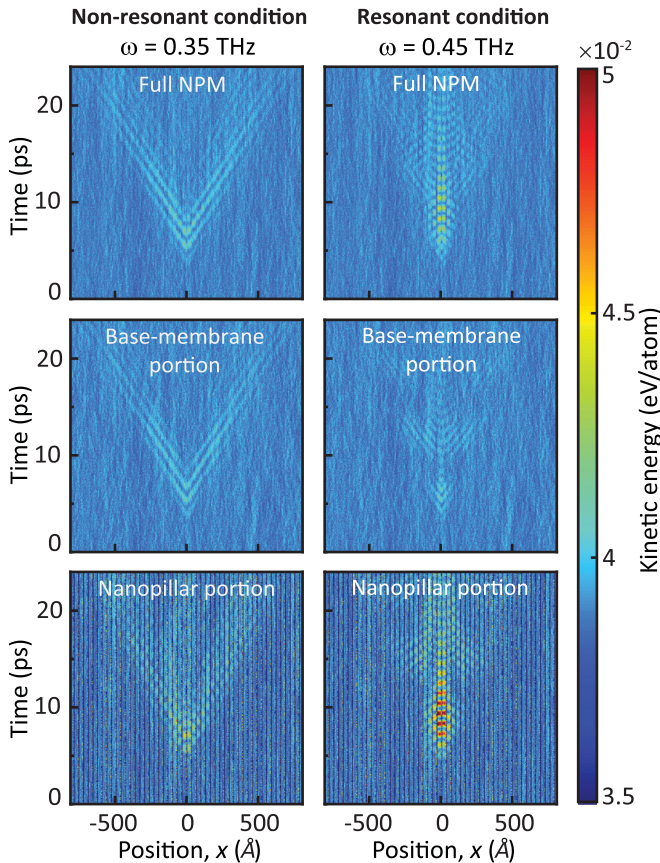 Non-resonant condition
ω = 0.35 THz
Resonant condition
ω = 0.45 THz
×10⁻²
Full NPM
Full NPM
20
10
0
Time (ps)
Base-membrane
portion
Base-membrane
portion
20
10
0
Time (ps)
Nanopillar portion
Nanopillar portion
20
10
0
Time (ps)
-500
0
500
Position, x (Å)
-500
0
500
Position, x (Å)
5
4.5
4
3.5
Kinetic energy (eV/atom)